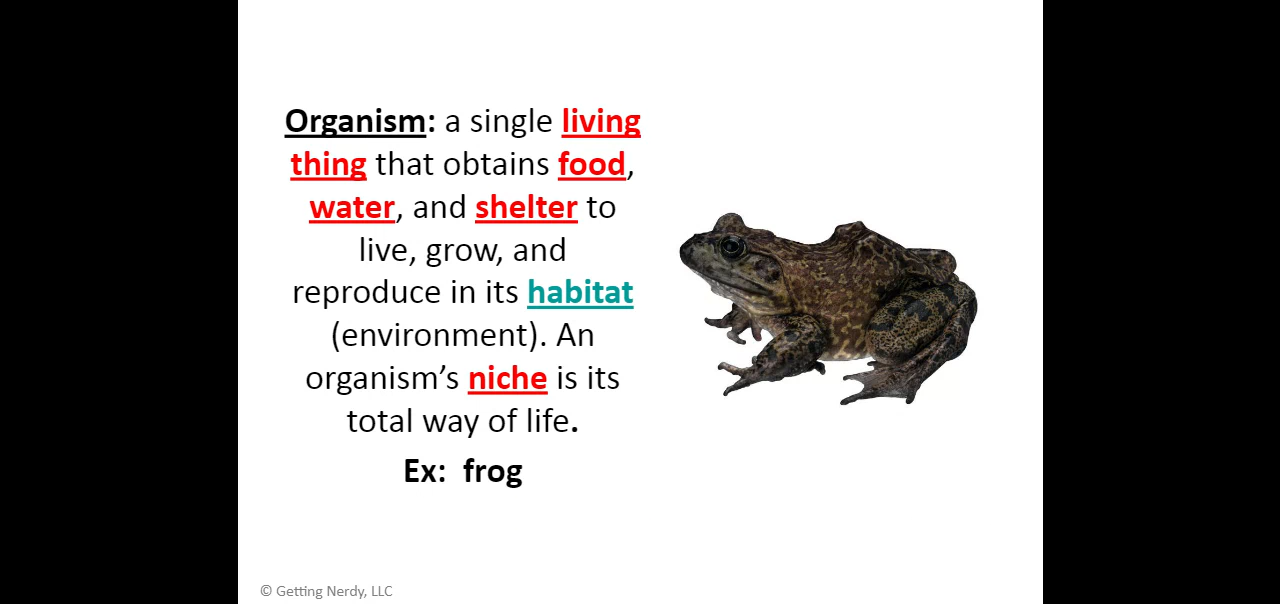 Organism: a single living
thing that obtains food,
water, and shelter to
live, grow, and
reproduce in its habitat
(environment). An
organism’s niche is its
total way of life.
Ex:  frog
© Getting Nerdy, LLC